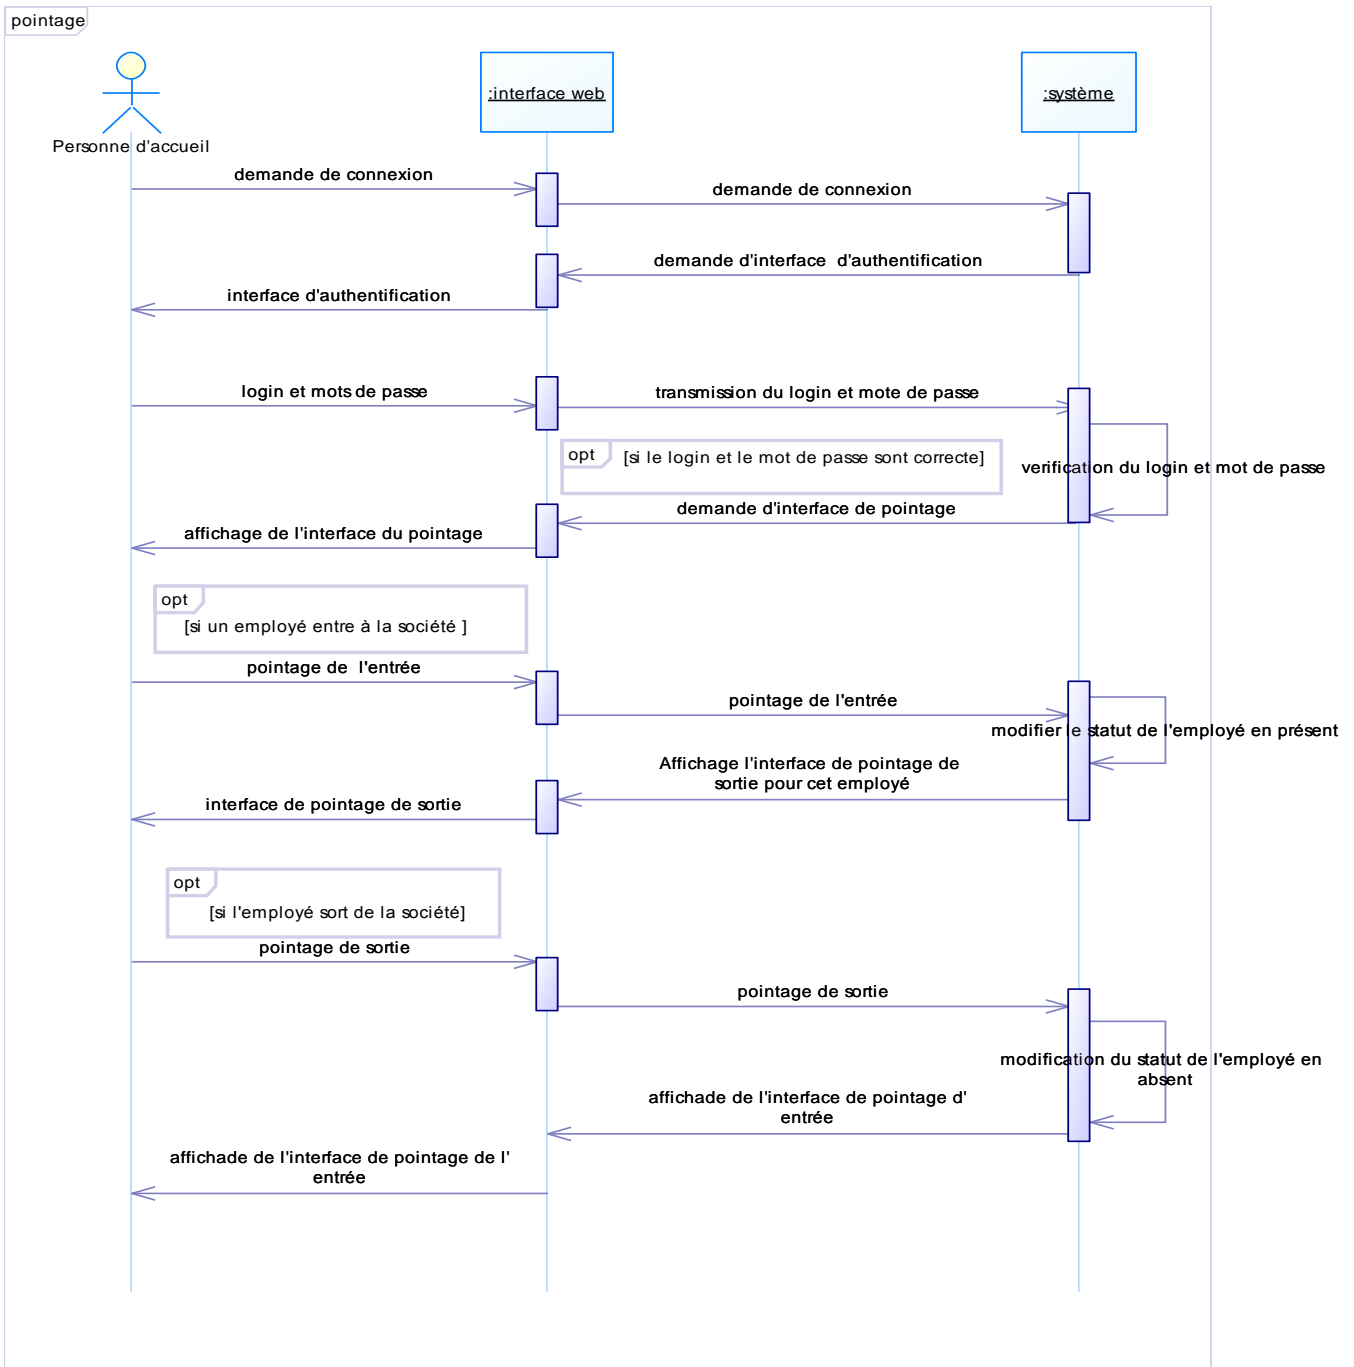 pointage
:interface web
:système
Personne d'accueil
demande de connexion
demande de connexion
demande d'interface d'authentification
interface d'authentification
login et mots de passe
transmission du login et mote de passe
opt
[si le login et le mot de passe sont correcte]
verification du login et mot de passe
demande d'interface de pointage
affichage de l'interface du pointage
opt
[si un employé entre à la société ]
pointage de l'entrée
pointage de l'entrée
modifier le statut de l'employé en présent
Affichage l'interface de pointage de
sortie pour cet employé
interface de pointage de sortie
opt
[si l'employé sort de la société]
pointage de sortie
pointage de sortie
modification du statut de l'employé en
absent
affichade de l'interface de pointage d'
entrée
affichade de l'interface de pointage de l'
entrée